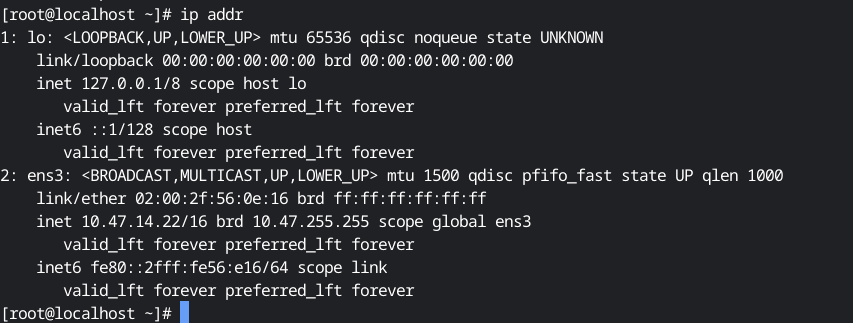 [root@localhost ~]# ip addr
1: lo: <LOOPBACK,UP,LOWER_UP> mtu 65536 qdisc noqueue state UNKNOWN
    link/loopback 00:00:00:00:00:00 brd 00:00:00:00:00:00
    inet 127.0.0.1/8 scope host lo
       valid_lft forever preferred_lft forever
    inet6 ::1/128 scope host
       valid_lft forever preferred_lft forever
2: ens3: <BROADCAST,MULTICAST,UP,LOWER_UP> mtu 1500 qdisc pfifo_fast state UP qlen 1000
    link/ether 02:00:2f:56:0e:16 brd ff:ff:ff:ff:ff:ff
    inet 10.47.14.22/16 brd 10.47.255.255 scope global ens3
       valid_lft forever preferred_lft forever
    inet6 fe80::2fff:fe56:e16/64 scope link
       valid_lft forever preferred_lft forever
[root@localhost ~]#